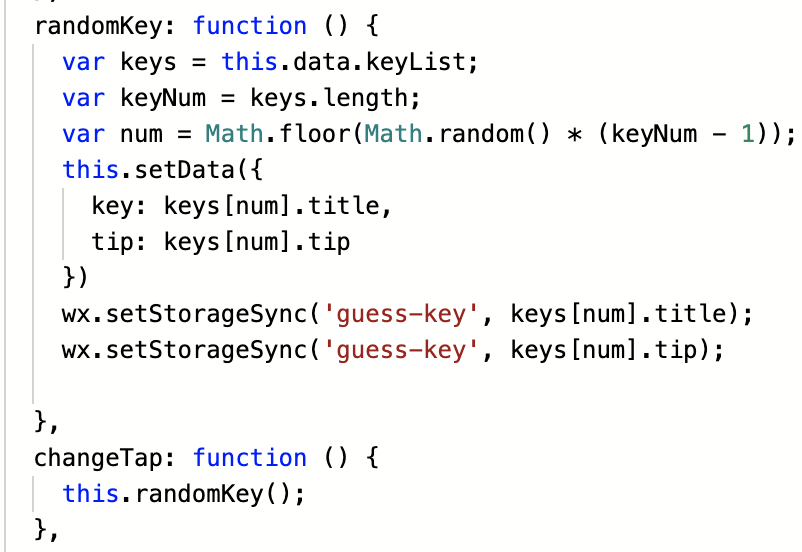 randomKey: function () {
var keys = this.data.keyList;
var keyNum = keys.length;
var num = Math.floor(Math.random() * (keyNum - 1));
this.setData({
key: keys[num].title,
tip: keys[num].tip
})
wx.setStorageSync('guess-key', keys[num].title);
wx.setStorageSync('guess-key', keys[num].tip);
},
changeTap: function () {
this.randomKey();
},